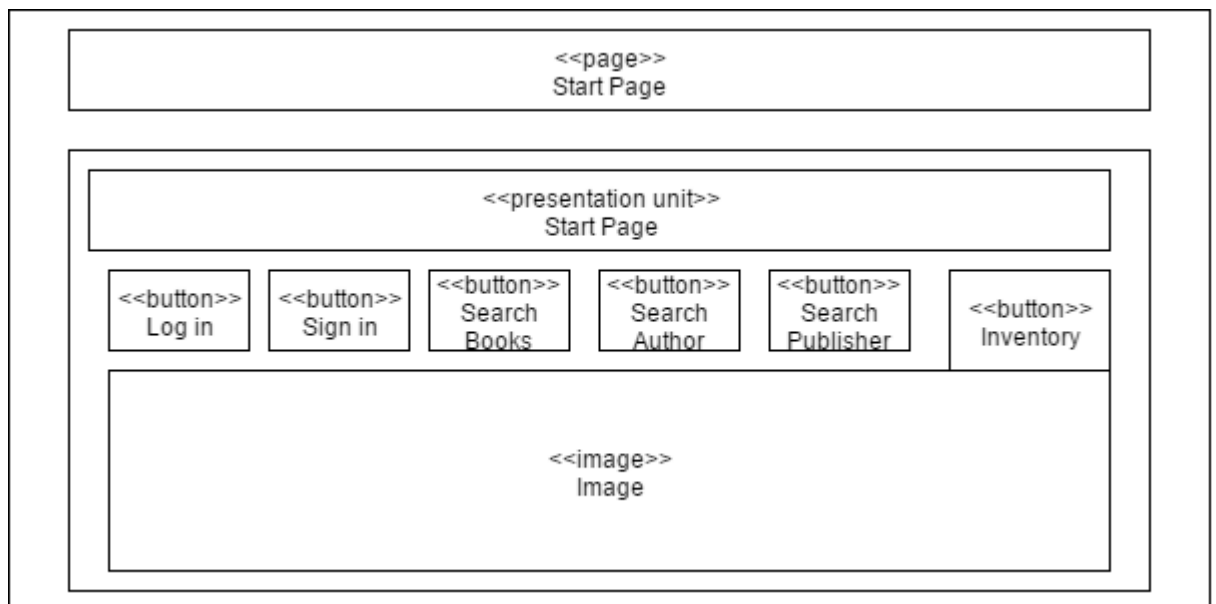 <<page>>
Start Page
<<presentation unit>>
Start Page
<<button>>
Log in
<<button>>
Sign in
<<button>>
Search
Books
<<button>>
Search
Author
<<button>>
Search
Publisher
<<button>>
Inventory
<<image>>
Image